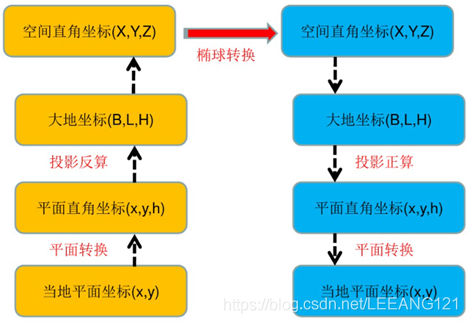 空间直角坐标(X,Y,Z)
椭球转换
空间直角坐标(X,Y,Z)
大地坐标(B,L,H)
大地坐标(B,L,H)
投影反算
投影正算
平面直角坐标(x,y,h)
平面直角坐标(x,y,h)
平面转换
平面转换
当地平面坐标(x,y)
当地平面坐标(x,y)
https://blog.csdn.net/LEEANG121